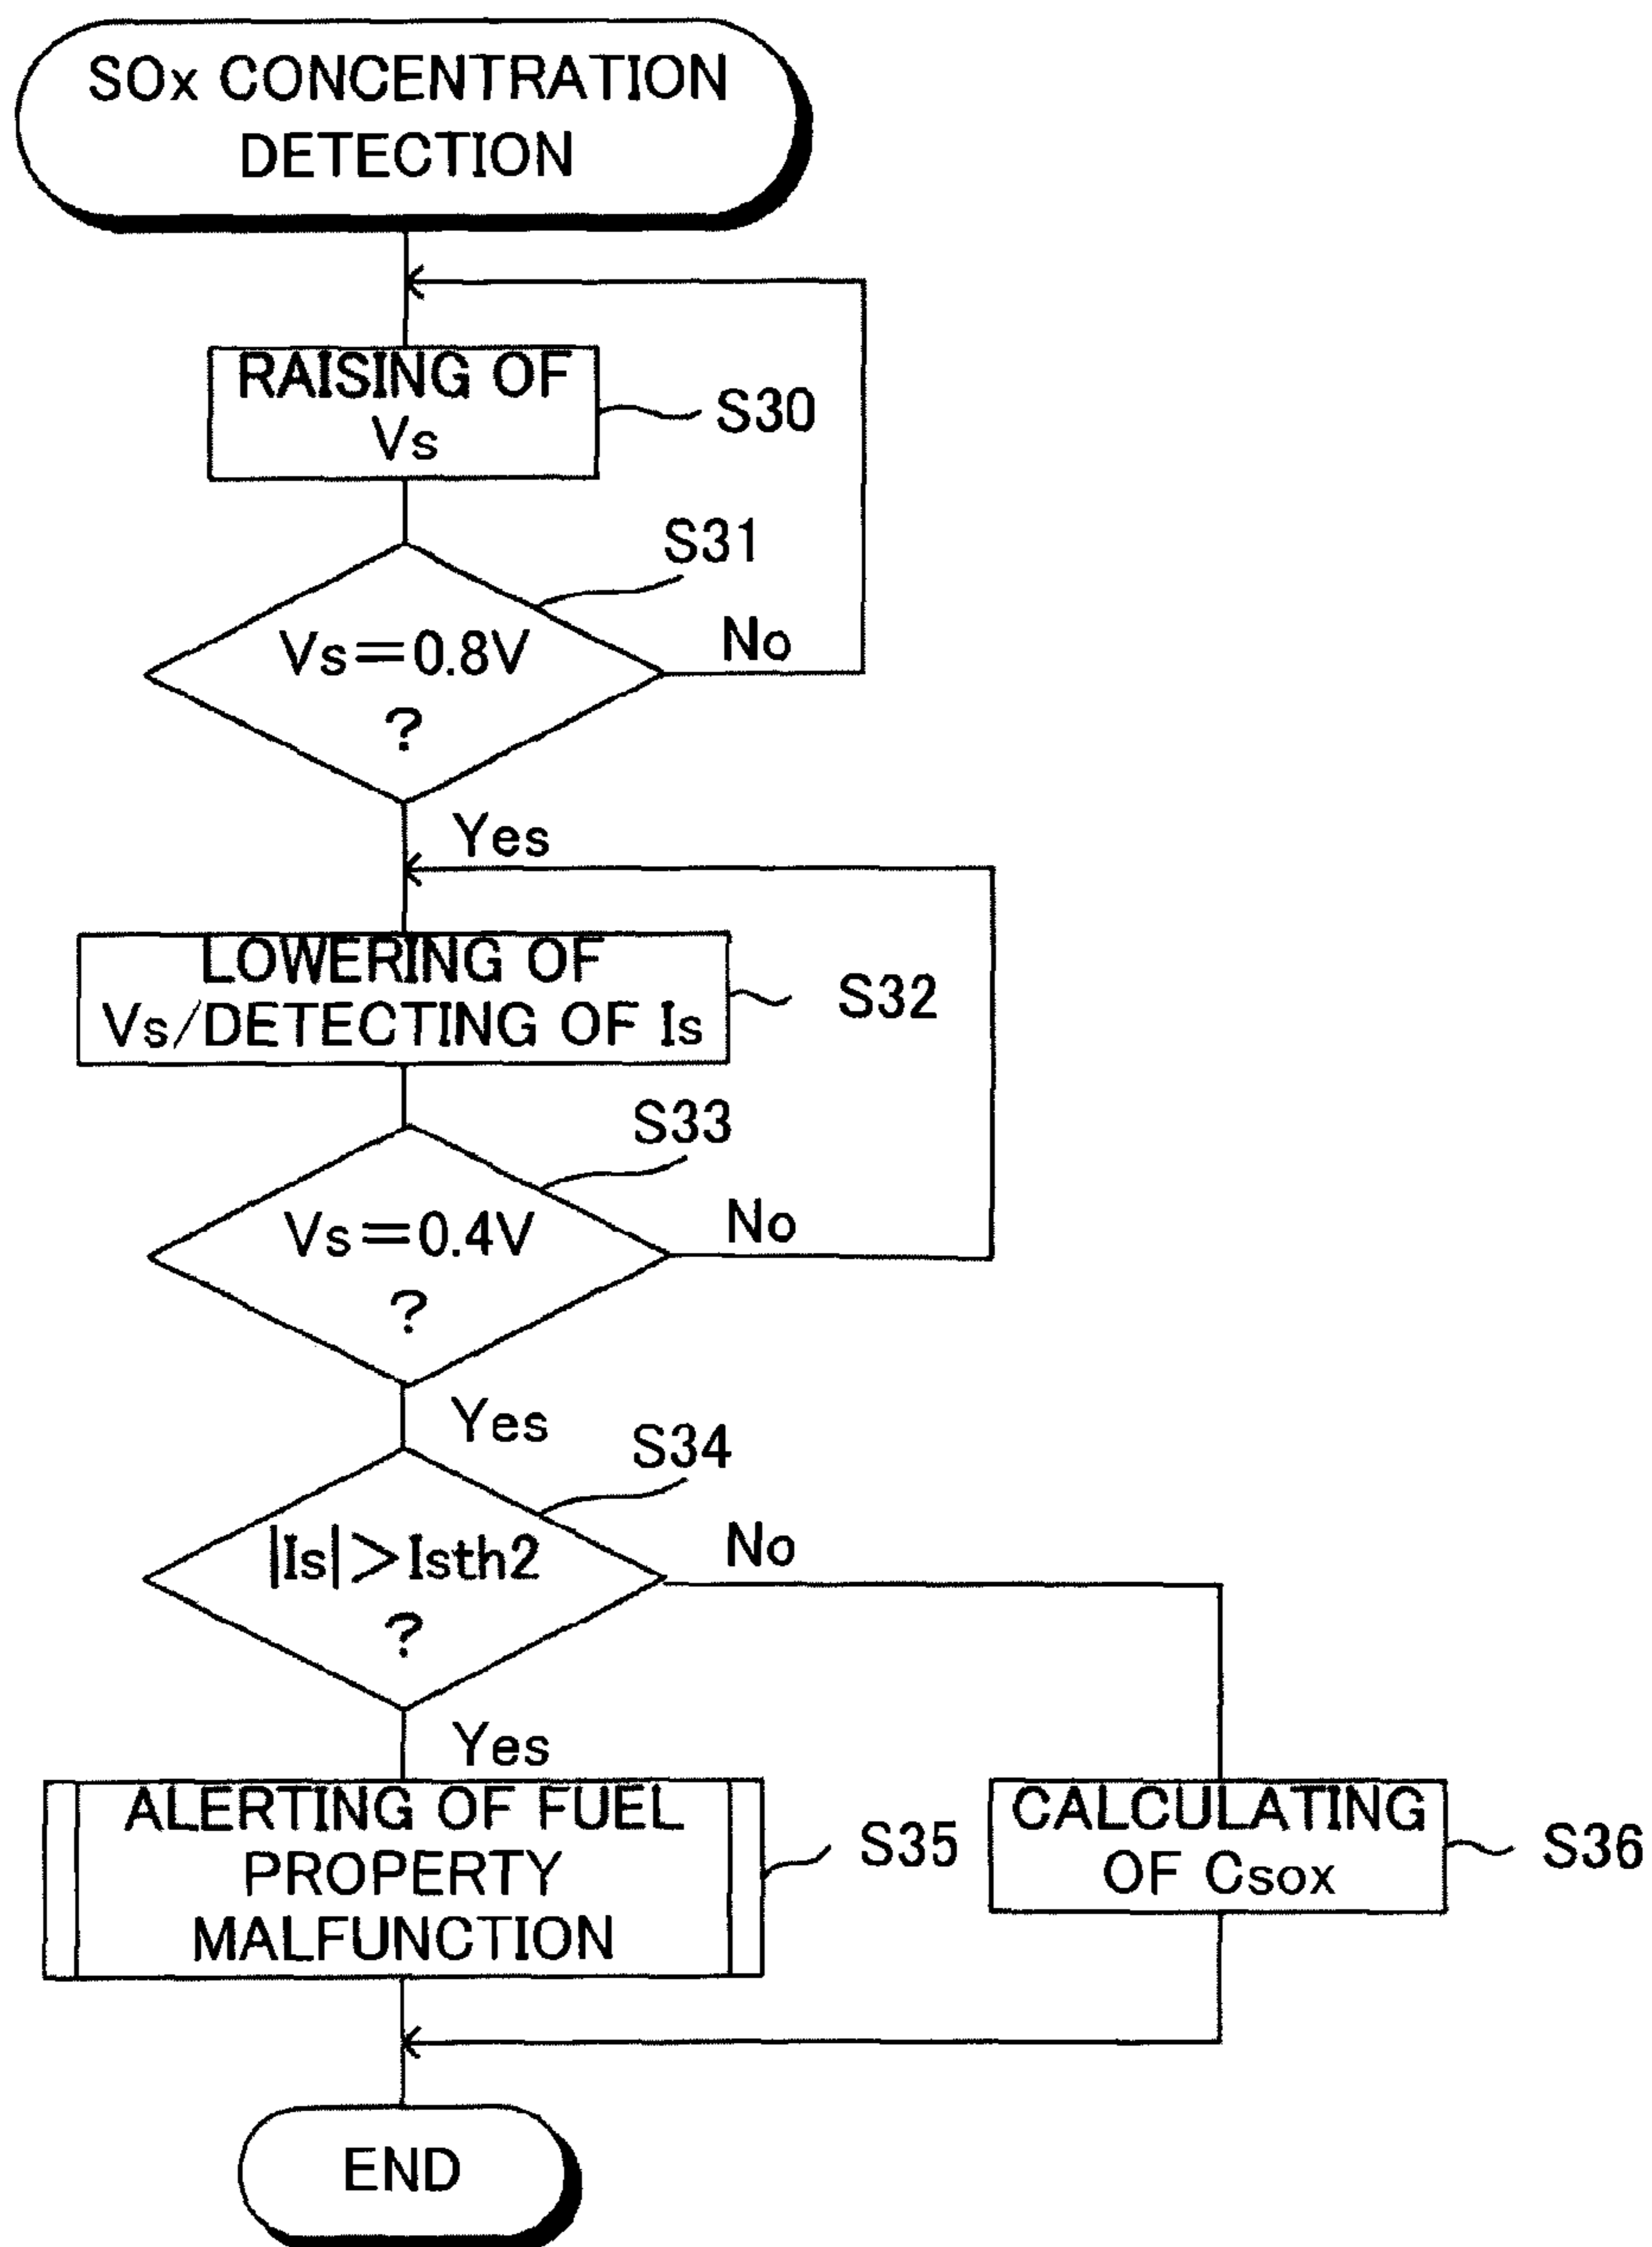 SOx CONCENTRATION
DETECTION
RAISING OF
Vs
S30
S31
Vs=0.8V
?
No
Yes
LOWERING OF
Vs/DETECTING OF Is
S32
S33
Vs=0.4V
?
No
Yes
S34
|Is|>Isth2
?
No
Yes
ALERTING OF FUEL
PROPERTY
MALFUNCTION
S35
CALCULATING
OF Csox
S36
END